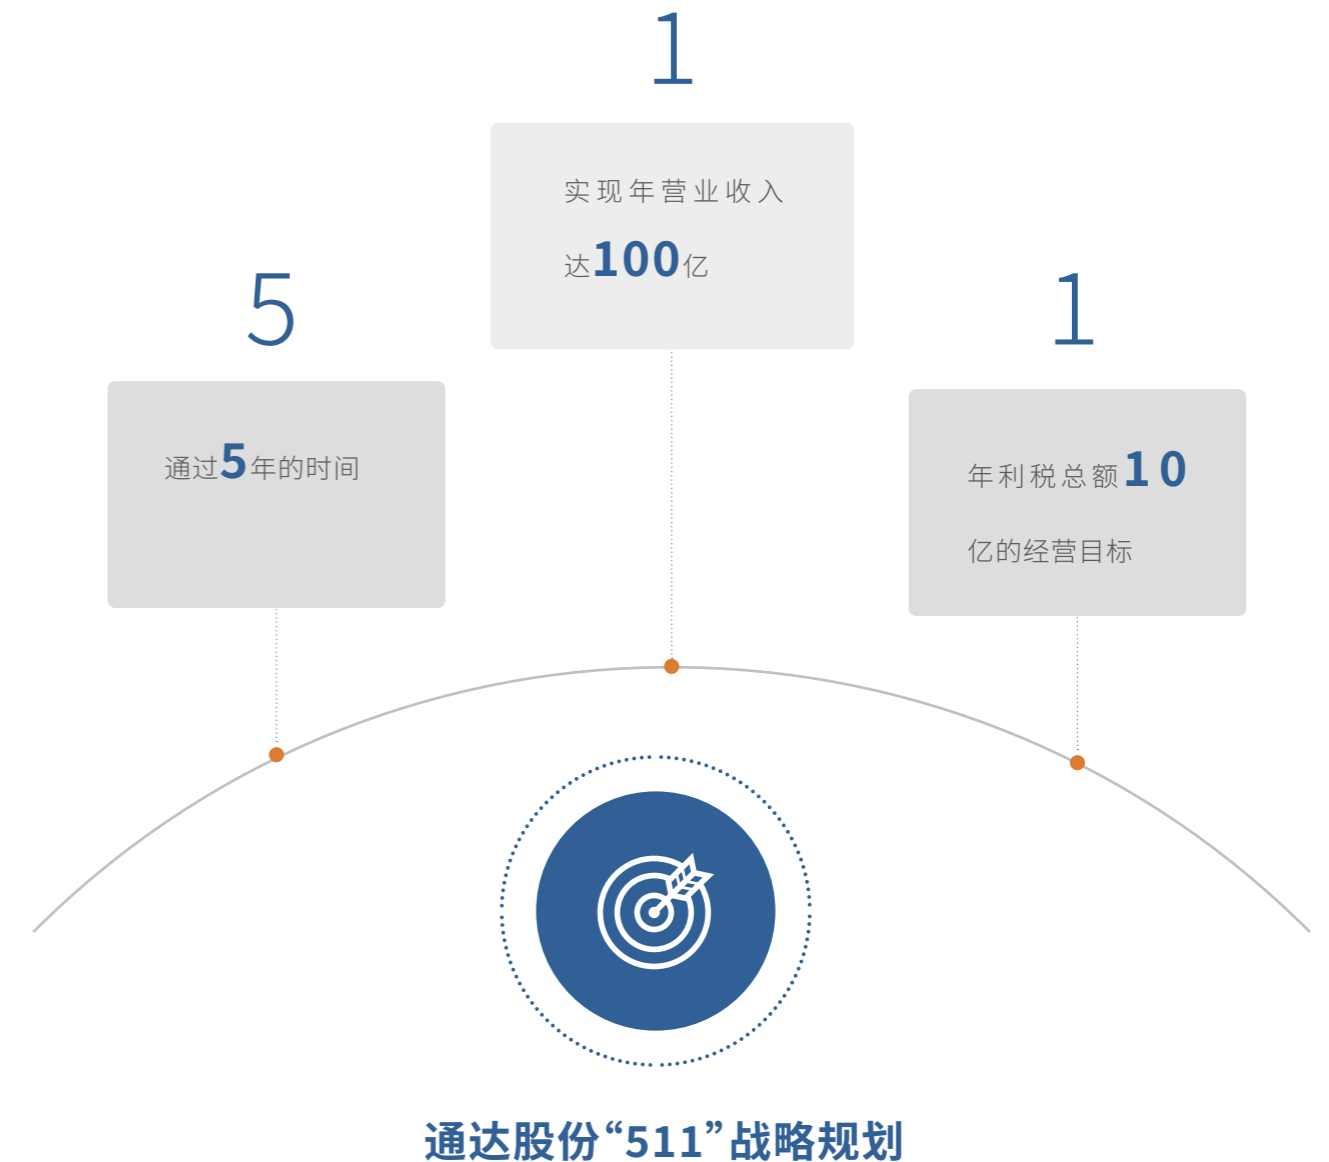 5
通过5年的时间
1
实现年营业收入
达100亿
1
年利税总额10
亿的经营目标
通达股份“511”战略规划